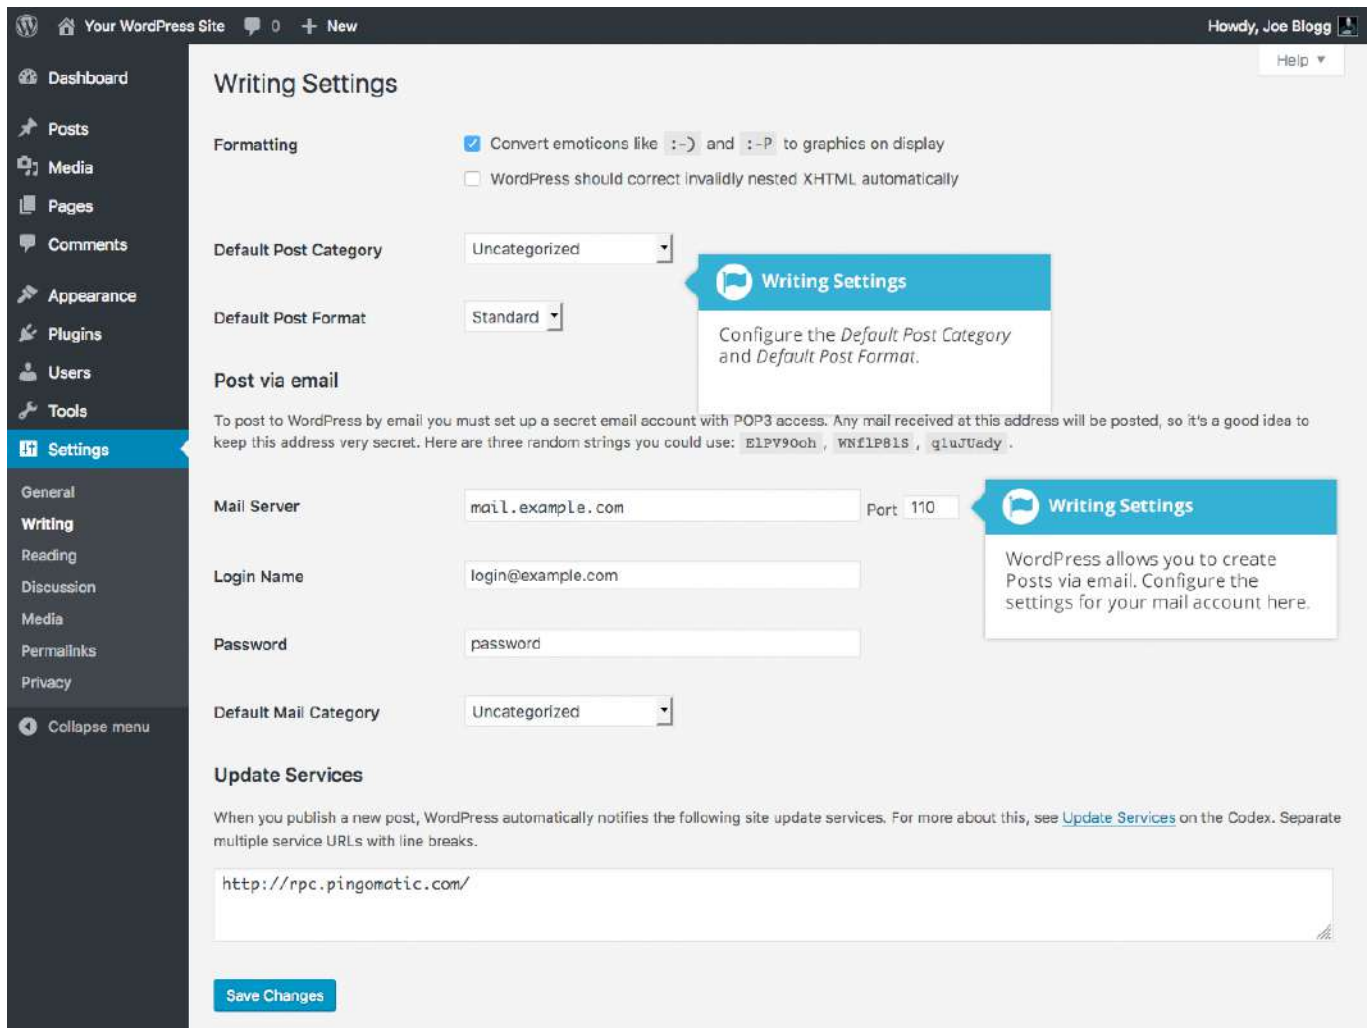 Your WordPress Site 0 + New Howdy, Joe Blogg
Help ▼
Dashboard
Posts
Media
Pages
Comments
Appearance
Plugins
Users
Tools
Settings
General
Writing
Reading
Discussion
Media
Permalinks
Privacy
Collapse menu
Writing Settings
Formatting
Convert emoticons like :-) and :-P to graphics on display
WordPress should correct invalidly nested XHTML automatically
Default Post Category Uncategorized
Default Post Format Standard
Writing Settings
Configure the Default Post Category
and Default Post Format.
Post via email
To post to WordPress by email you must set up a secret email account with POP3 access. Any mail received at this address will be posted, so it's a good idea to
keep this address very secret. Here are three random strings you could use: ElPV9Ooh , WNflP8lS , qluJUady .
Mail Server mail.example.com Port 110
Login Name login@example.com
Password password
Default Mail Category Uncategorized
Writing Settings
WordPress allows you to create
Posts via email. Configure the
settings for your mail account here.
Update Services
When you publish a new post, WordPress automatically notifies the following site update services. For more about this, see Update Services on the Codex. Separate
multiple service URLs with line breaks.
http://rpc.pingomatic.com/
Save Changes